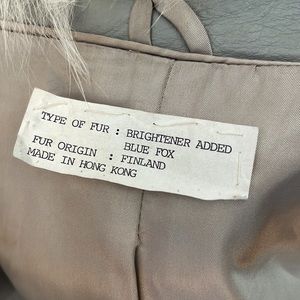 TYPE OF FUR : BRIGHTENER ADDED
BLUE FOX
FUR ORIGIN : FINLAND
MADE IN HONG KONG